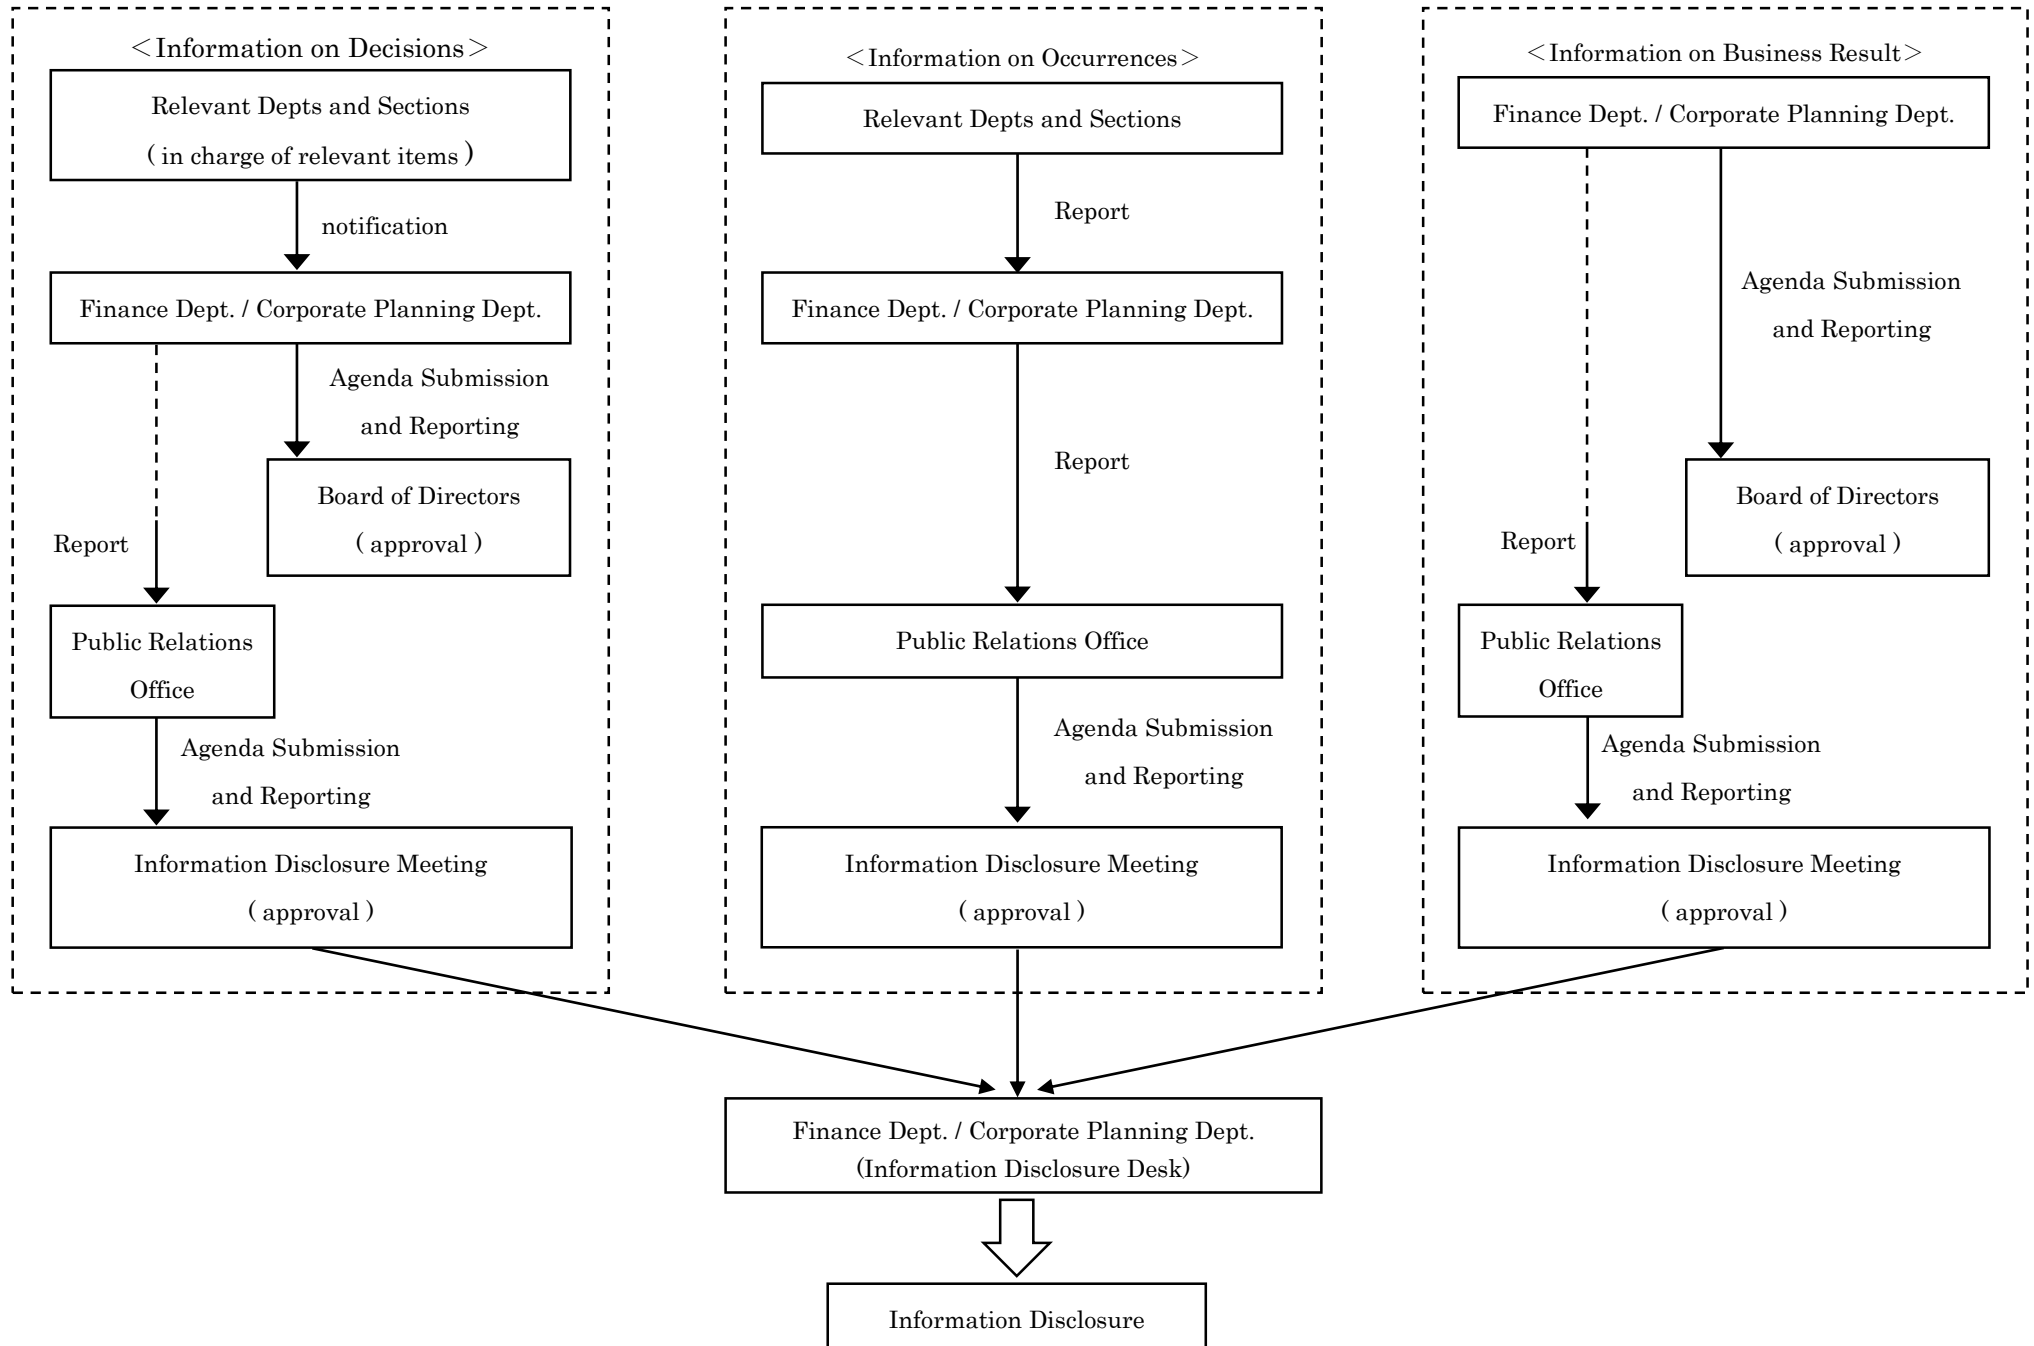 <Information on Decisions>
Relevant Depts and Sections
( in charge of relevant items )
notification
Finance Dept. / Corporate Planning Dept.
Agenda Submission
and Reporting
Board of Directors
( approval )
Report
Public Relations
Office
Agenda Submission
and Reporting
Information Disclosure Meeting
( approval )
<Information on Occurrences>
Relevant Depts and Sections
Report
Finance Dept. / Corporate Planning Dept.
Report
Public Relations Office
Agenda Submission
and Reporting
Information Disclosure Meeting
( approval )
<Information on Business Result>
Finance Dept. / Corporate Planning Dept.
Agenda Submission
and Reporting
Board of Directors
( approval )
Report
Public Relations
Office
Agenda Submission
and Reporting
Information Disclosure Meeting
( approval )
Finance Dept. / Corporate Planning Dept.
(Information Disclosure Desk)
Information Disclosure